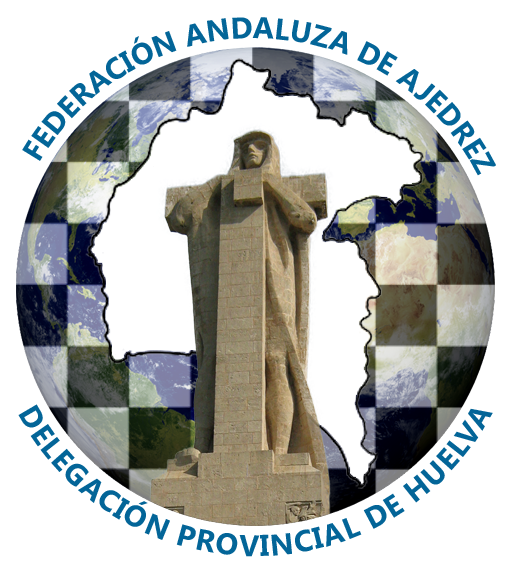 FEDERACIÓN ANDALUZA DE AJEDREZ
DELEGACIÓN PROVINCIAL DE HUELVA